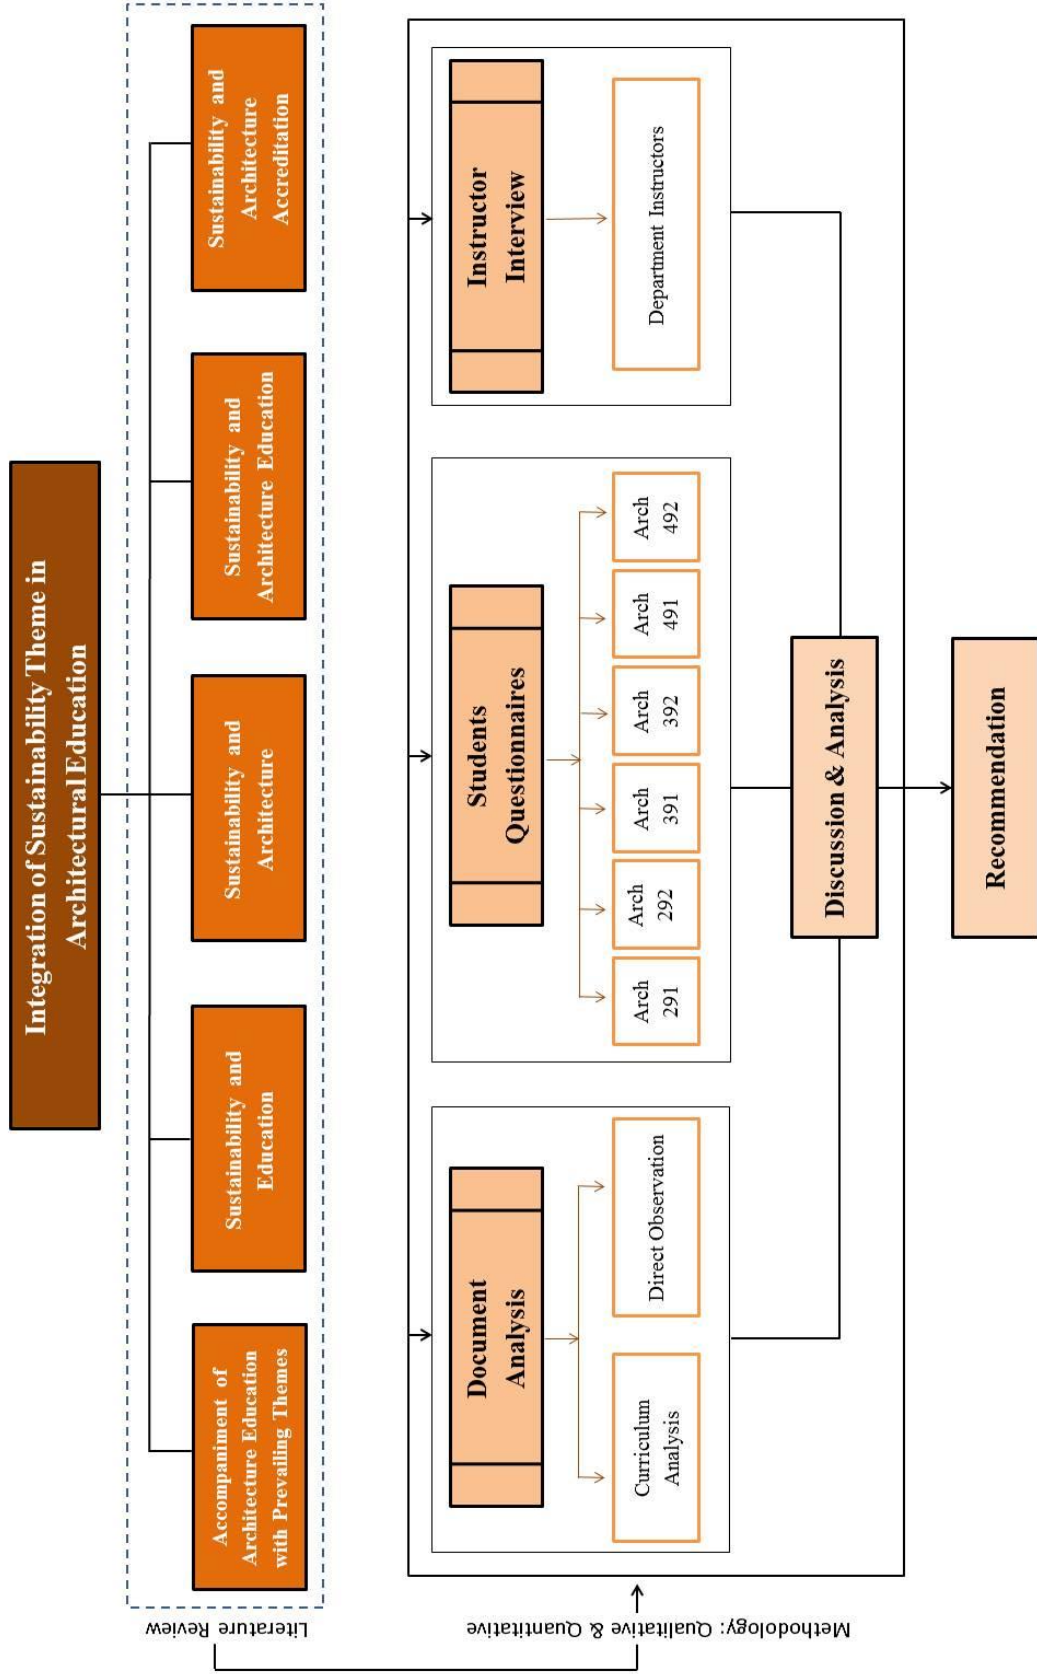 Integration of Sustainability Theme in
Architectural Education
Literature Review
Accompaniment of
Architecture Education
with Prevailing Themes
Sustainability and
Education
Sustainability and
Architecture
Sustainability and
Architecture Education
Sustainability and
Architecture
Accreditation
Methodology: Qualitative & Quantitative
Document
Analysis
Curriculum
Analysis
Direct Observation
Students
Questionnaires
Arch
291
Arch
292
Arch
391
Arch
392
Arch
491
Arch
492
Instructor
Interview
Department Instructors
Discussion & Analysis
Recommendation